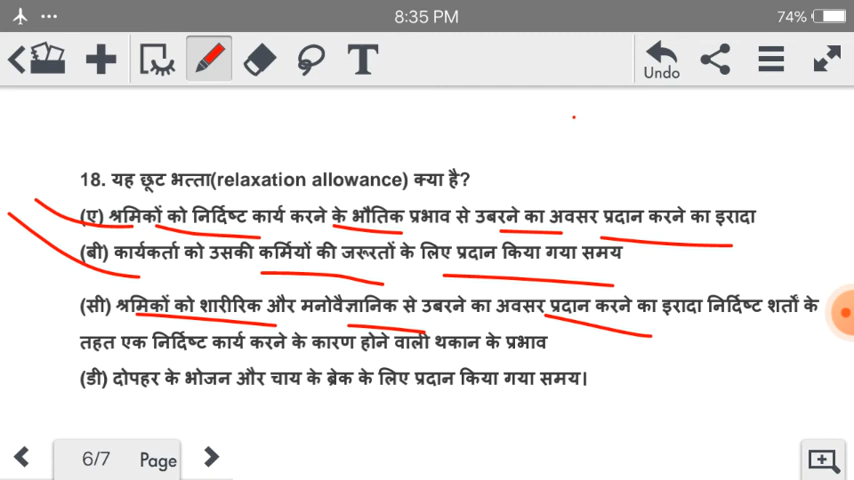 8:35 PM
74%
T
Undo
18. यह छूट भत्ता(relaxation allowance) क्या है?
(ए) श्रमिकों को निर्दिष्ट कार्य करने के भौतिक प्रभाव से उबरने का अवसर प्रदान करने का इरादा
(बी) कार्यकर्ता को उसकी कर्मियों की जरूरतों के लिए प्रदान किया गया समय
(सी) श्रमिकों को शारीरिक और मनोवैज्ञानिक से उबरने का अवसर प्रदान करने का इरादा निर्दिष्ट शर्तों के
तहत एक निर्दिष्ट कार्य करने के कारण होने वाली थकान के प्रभाव
(डी) दोपहर के भोजन और चाय के ब्रेक के लिए प्रदान किया गया समय।
6/7 Page